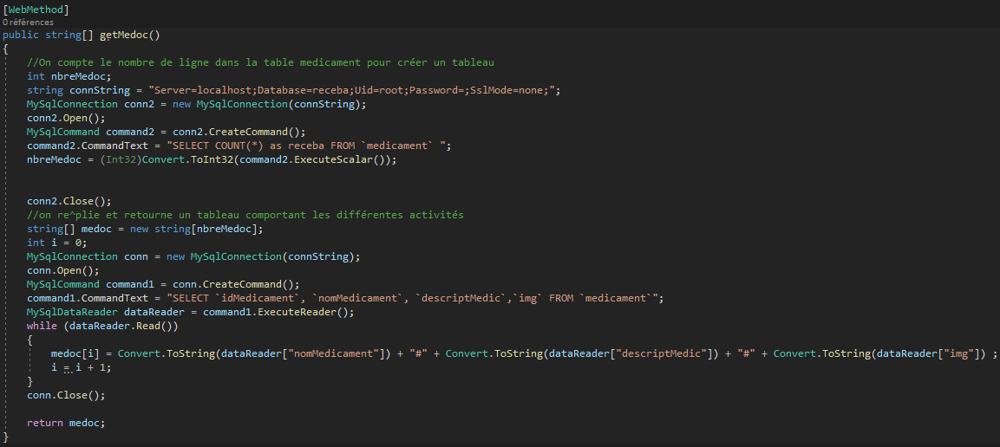 [WebMethod]
0 références
public string[] getMedoc()
{
//On compte le nombre de ligne dans la table medicament pour créer un tableau
int nbreMedoc;
string connString = "Server=localhost;Database=receba;Uid=root;Password=;SslMode=none;";
MySqlConnection conn2 = new MySqlConnection(connString);
conn2.Open();
MySqlCommand command2 = conn2.CreateCommand();
command2.CommandText = "SELECT COUNT(*) as receba FROM `medicament` ";
nbreMedoc = (Int32)Convert.ToInt32(command2.ExecuteScalar());
conn2.Close();
//on re^plie et retourne un tableau comportant les différentes activités
string[] medoc = new string[nbreMedoc];
int i = 0;
MySqlConnection conn = new MySqlConnection(connString);
conn.Open();
MySqlCommand command1 = conn.CreateCommand();
command1.CommandText = "SELECT `idMedicament`, `nomMedicament`, `descriptMedic`,`img` FROM `medicament`";
MySqlDataReader dataReader = command1.ExecuteReader();
while (dataReader.Read())
{
medoc[i] = Convert.ToString(dataReader["nomMedicament"]) + "#" + Convert.ToString(dataReader["descriptMedic"]) + "#" + Convert.ToString(dataReader["img"]) ;
i = i + 1;
}
conn.Close();
return medoc;
}